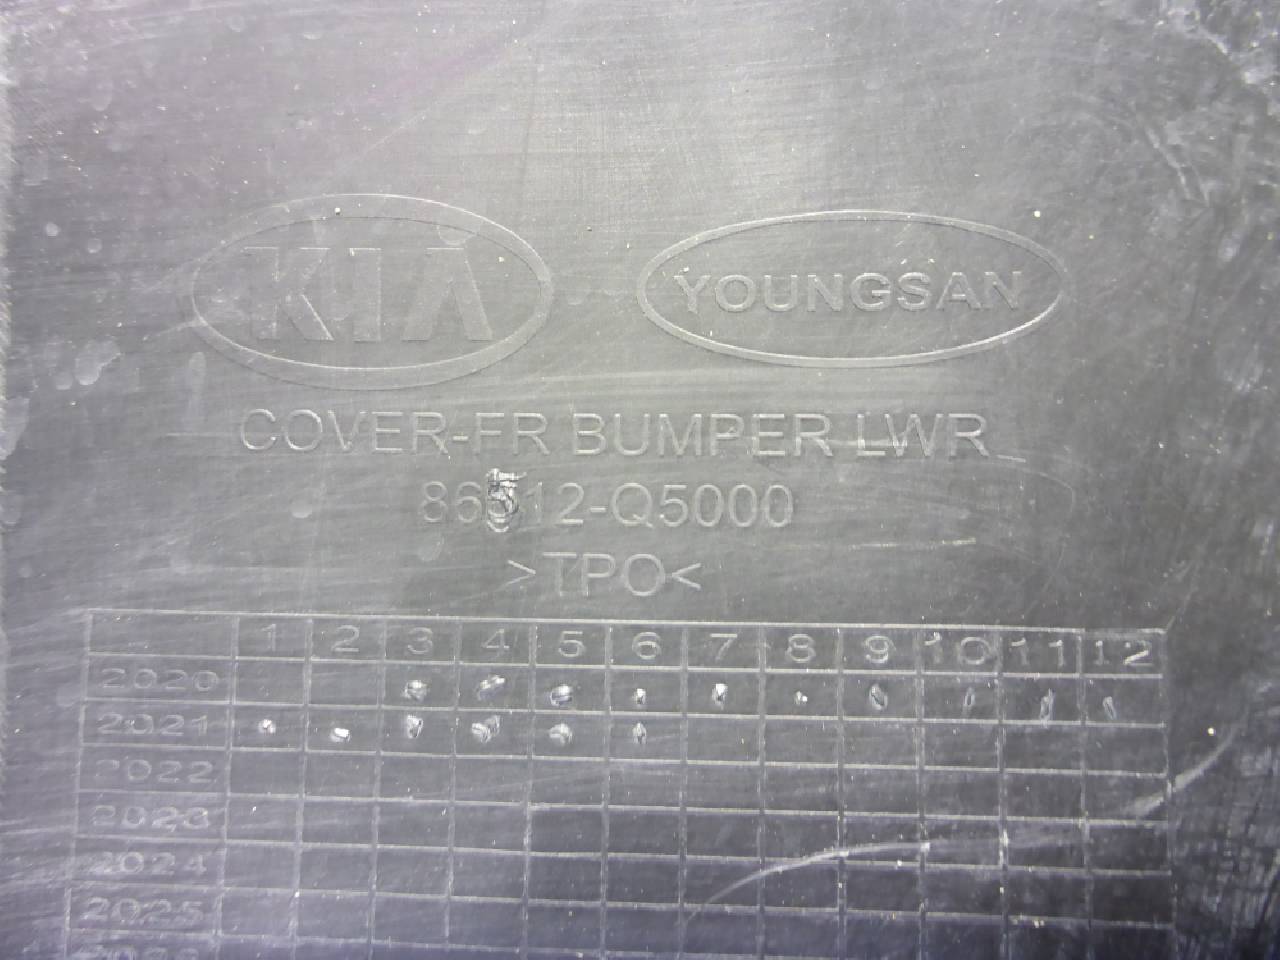 KIA YOUNGSAN
COVER-FR BUMPER LWR
86512-Q5000
>TPO<
1 2 3 4 5 6 7 8 9 10 11 12
2020
2021
2022
2023
2024
2025